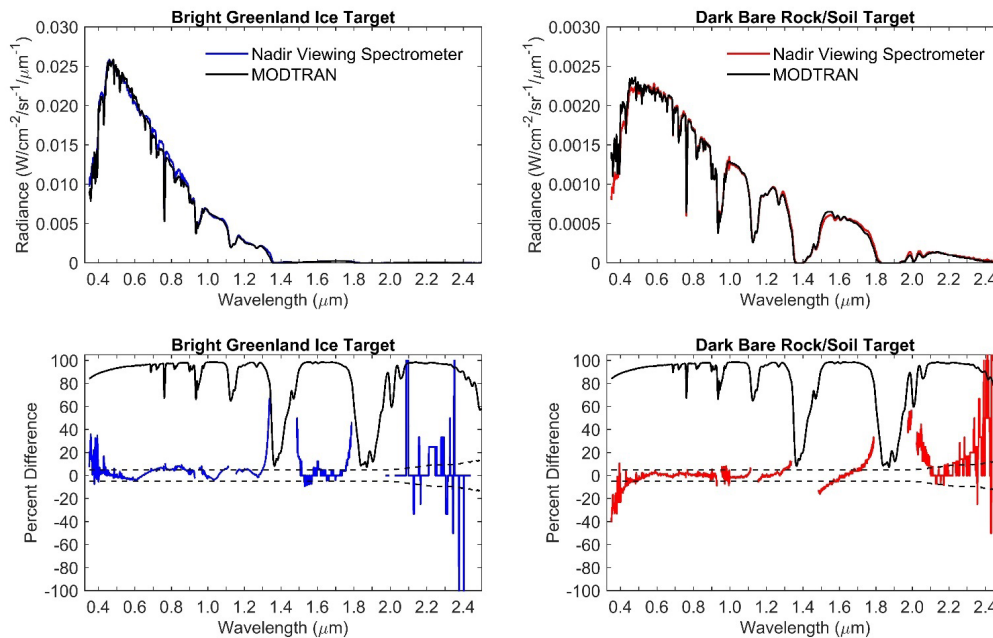 Bright Greenland Ice Target
0.030
0.025
0.020
0.015
0.010
0.005
0
Radiance (W/cm⁻²/sr⁻¹/μm⁻¹)
Nadir Viewing Spectrometer
MODTRAN
0.4 0.6 0.8 1.0 1.2 1.4 1.6 1.8 2.0 2.2 2.4
Wavelength (μm)
Dark Bare Rock/Soil Target
0.0030
0.0025
0.0020
0.0015
0.0010
0.0005
0
Radiance (W/cm⁻²/sr⁻¹/μm⁻¹)
Nadir Viewing Spectrometer
MODTRAN
0.4 0.6 0.8 1.0 1.2 1.4 1.6 1.8 2.0 2.2 2.4
Wavelength (μm)
Bright Greenland Ice Target
100
80
60
40
20
0
-20
-40
-60
-80
-100
Percent Difference
0.4 0.6 0.8 1.0 1.2 1.4 1.6 1.8 2.0 2.2 2.4
Wavelength (μm)
Dark Bare Rock/Soil Target
100
80
60
40
20
0
-20
-40
-60
-80
-100
Percent Difference
0.4 0.6 0.8 1.0 1.2 1.4 1.6 1.8 2.0 2.2 2.4
Wavelength (μm)